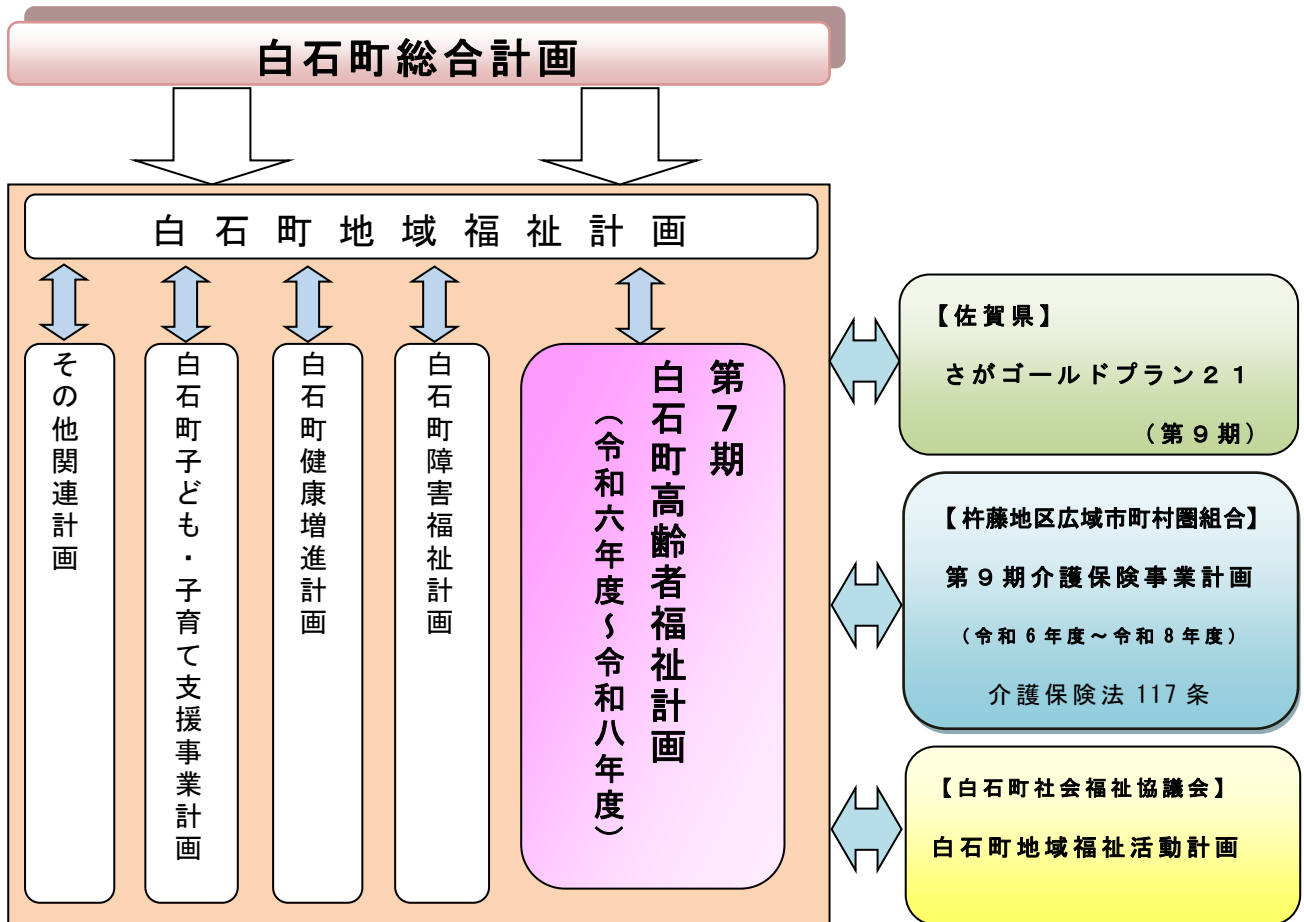 白石町総合計画
白石町地域福祉計画
その他関連計画
白石町子ども・子育て支援事業計画
白石町健康増進計画
白石町障害福祉計画
第7期
白石町高齢者福祉計画
（令和六年度～令和八年度）
【佐賀県】
さがゴールドプラン２１
（第９期）
【杵藤地区広域市町村圏組合】
第９期介護保険事業計画
（令和６年度～令和８年度）
介護保険法 117 条
【白石町社会福祉協議会】
白石町地域福祉活動計画